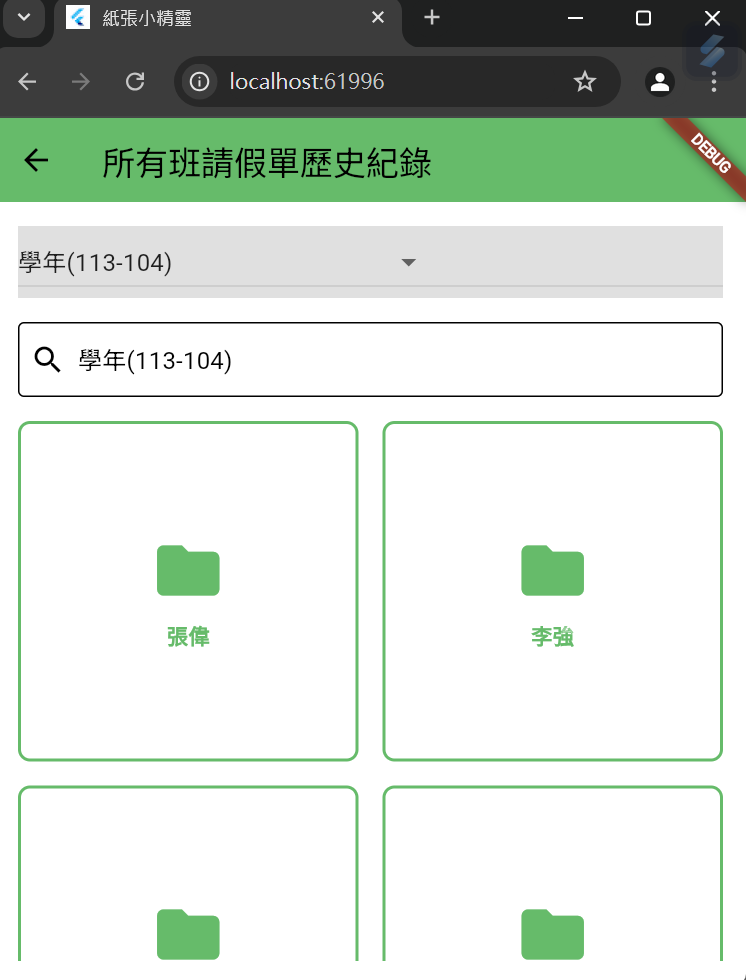 紙張小精靈
localhost:61996
所有班請假單歷史紀錄
DEBUG
學年(113-104)
學年(113-104)
張偉
李強